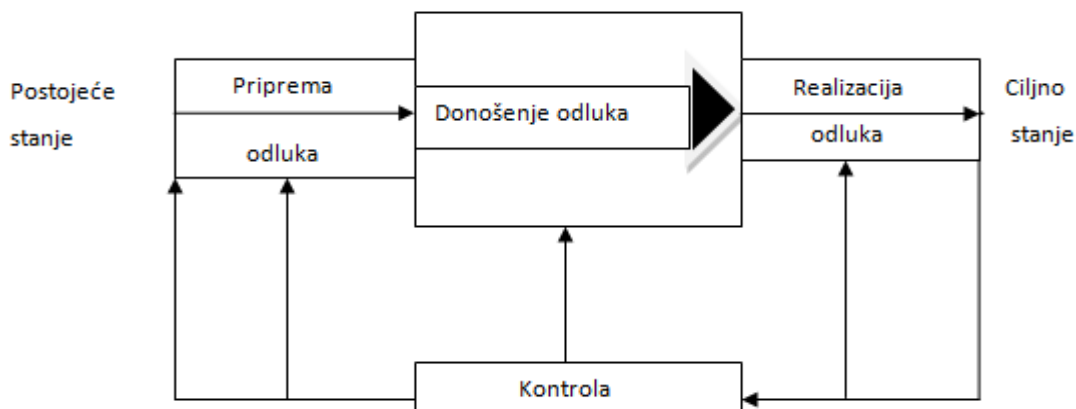 Postojeće
stanje
Priprema
odluka
Donošenje odluka
Realizacija
odluka
Ciljno
stanje
Kontrola